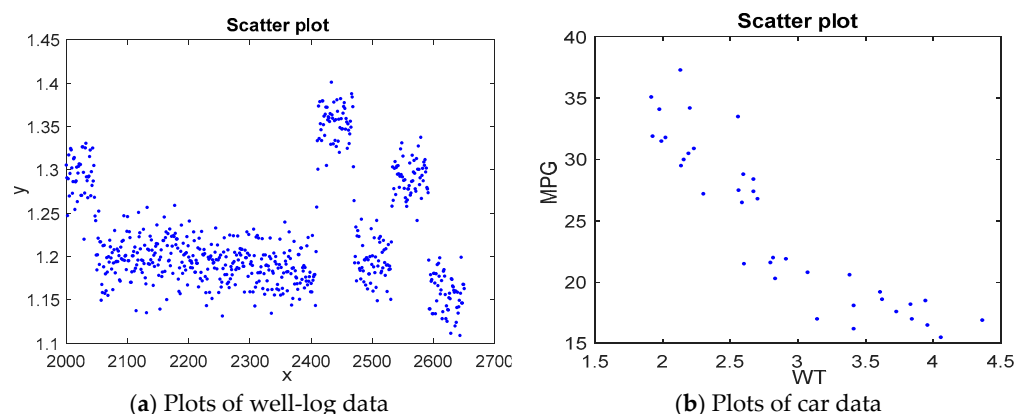 Scatter plot
1.45
1.4
1.35
1.3
1.25
1.2
1.15
1.1
y
2000 2100 2200 2300 2400 2500 2600 2700
x
(a) Plots of well-log data
Scatter plot
40
35
30
25
20
15
MPG
1.5 2 2.5 3 3.5 4 4.5
WT
(b) Plots of car data